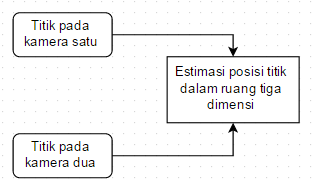 Titik pada
kamera satu
Estimasi posisi titik
dalam ruang tiga
dimensi
Titik pada
kamera dua